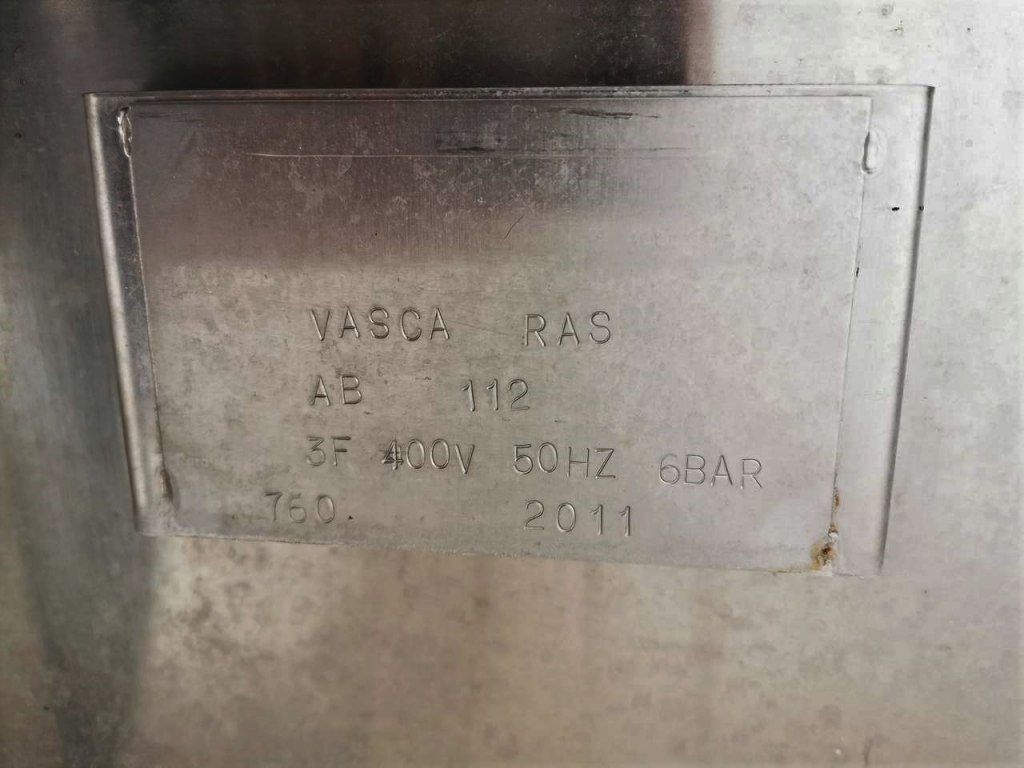 VASCA RAS
AB 112
3F 400V 50HZ 6BAR
760. 2011